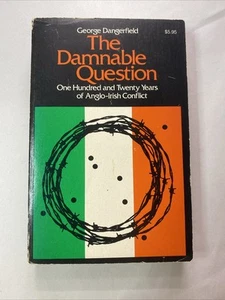 George Dangerfield
$5.95
The
Damnable
Question
One Hundred and Twenty Years
of Anglo-Irish Conflict